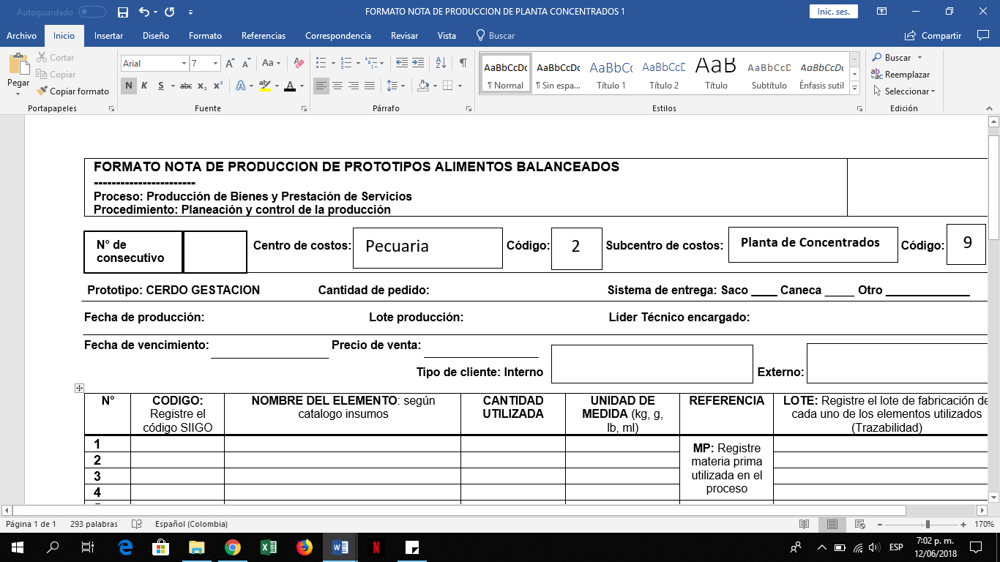 Autoguardado
FORMATO NOTA DE PRODUCCION DE PLANTA CONCENTRADOS 1
Inic. ses.
Archivo Inicio Insertar Diseño Formato Referencias Correspondencia Revisar Vista Buscar Compartir
Pegar
Cortar
Copiar
Copiar formato
Portapapeles
Arial 7
Aa
N K S abc x₂ x²
Fuente
Párrafo
AaBbCcDc AaBbCcDc AaBbCc AaBbCcD AaB AaBbCcD AaBbCcDc
¶ Normal ¶ Sin espa... Título 1 Título 2 Título Subtítulo Énfasis sutil
Estilos
Buscar
Reemplazar
Seleccionar
Edición
FORMATO NOTA DE PRODUCCION DE PROTOTIPOS ALIMENTOS BALANCEADOS
-----------------------
Proceso: Producción de Bienes y Prestación de Servicios
Procedimiento: Planeación y control de la producción
N° de
consecutivo
Centro de costos: Pecuaria Código: 2 Subcentro de costos: Planta de Concentrados Código: 9
Prototipo: CERDO GESTACION Cantidad de pedido: Sistema de entrega: Saco ____ Caneca _____ Otro _____________
Fecha de producción: Lote producción: Líder Técnico encargado:
Fecha de vencimiento: Precio de venta:
Tipo de cliente: Interno Externo:
N°
CODIGO:
Registre el
código SIIGO
NOMBRE DEL ELEMENTO: según
catalogo insumos
CANTIDAD
UTILIZADA
UNIDAD DE
MEDIDA (kg, g,
lb, ml)
REFERENCIA
LOTE: Registre el lote de fabricación de
cada uno de los elementos utilizados
(Trazabilidad)
1
2
3
4
MP: Registre
materia prima
utilizada en el
proceso
Página 1 de 1 293 palabras Español (Colombia) 170%
ESP
7:02 p. m.
12/06/2018